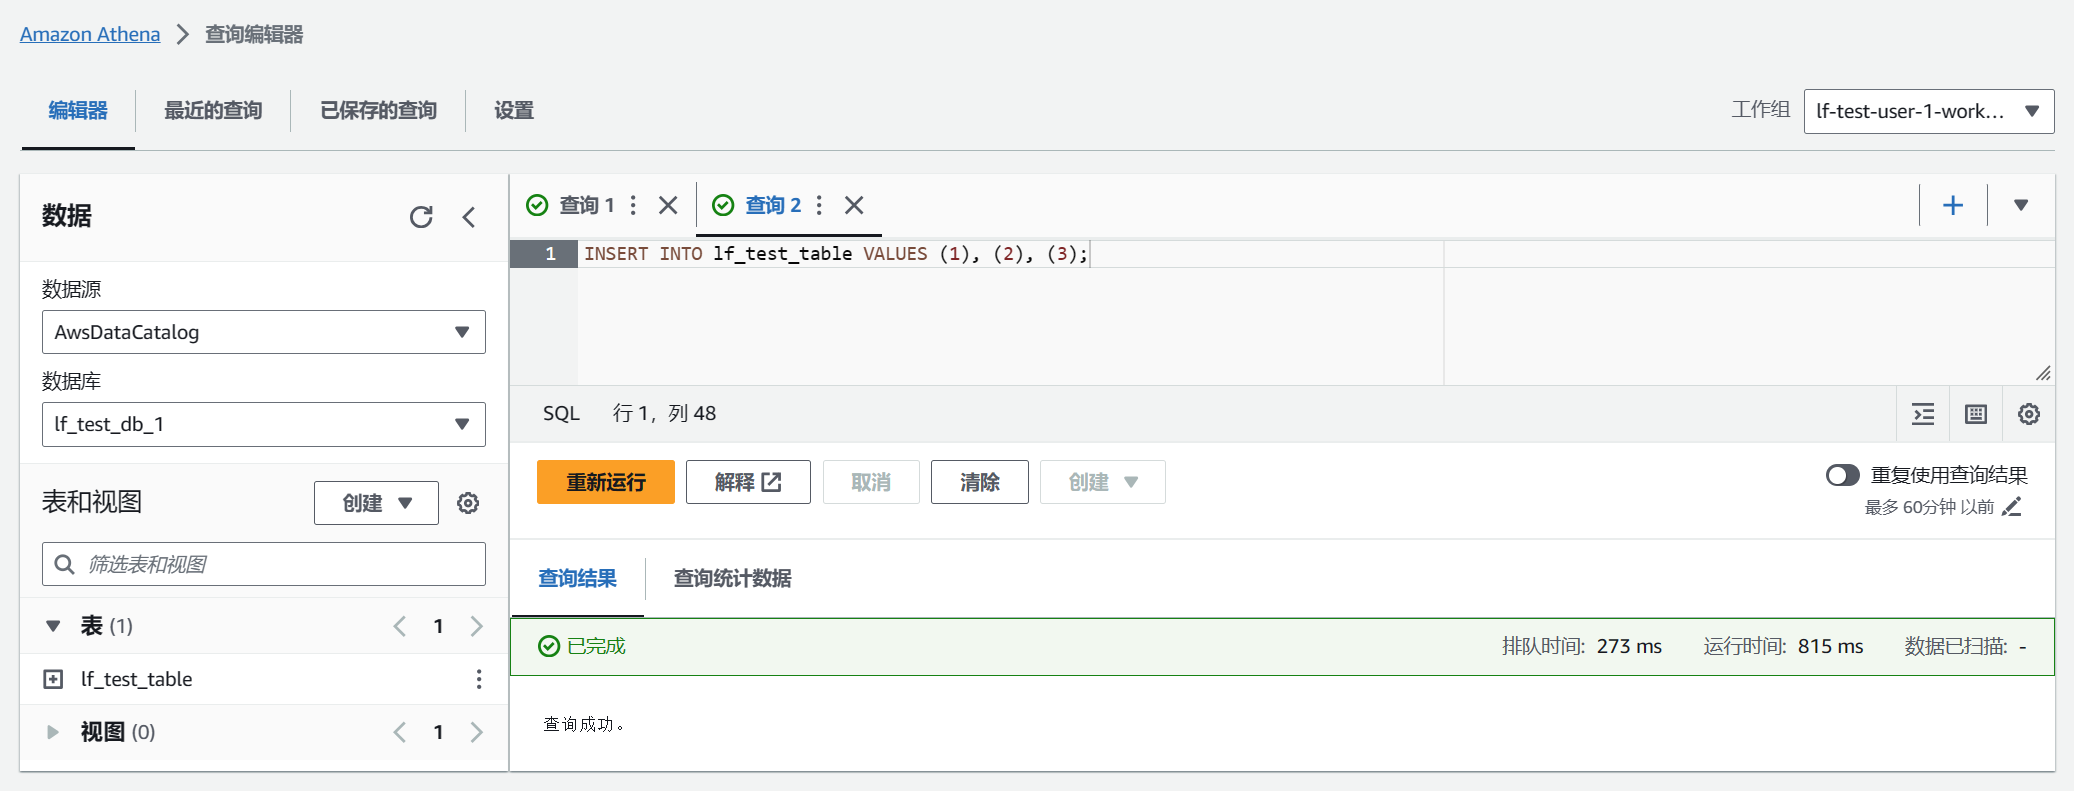 Amazon Athena > 查询编辑器
编辑器 最近的查询 已保存的查询 设置 工作组 lf-test-user-1-work...
数据
数据源
AwsDataCatalog
数据库
lf_test_db_1
表和视图 创建
筛选表和视图
表 (1) 1
lf_test_table
视图 (0) 1
查询 1 查询 2
1 INSERT INTO lf_test_table VALUES (1), (2), (3);
SQL 行 1，列 48
重新运行 解释 取消 清除 创建 重复使用查询结果
最多 60分钟 以前
查询结果 查询统计数据
已完成 排队时间: 273 ms 运行时间: 815 ms 数据已扫描: -
查询成功。